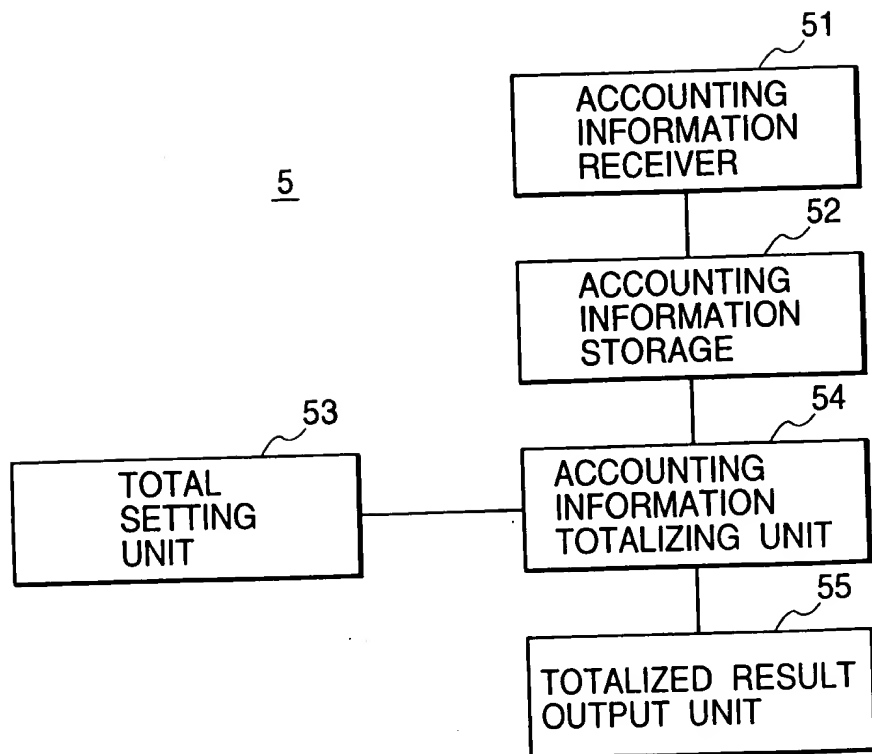 51
ACCOUNTING
INFORMATION
RECEIVER
5
52
ACCOUNTING
INFORMATION
STORAGE
53
TOTAL
SETTING
UNIT
54
ACCOUNTING
INFORMATION
TOTALIZING UNIT
55
TOTALIZED RESULT
OUTPUT UNIT